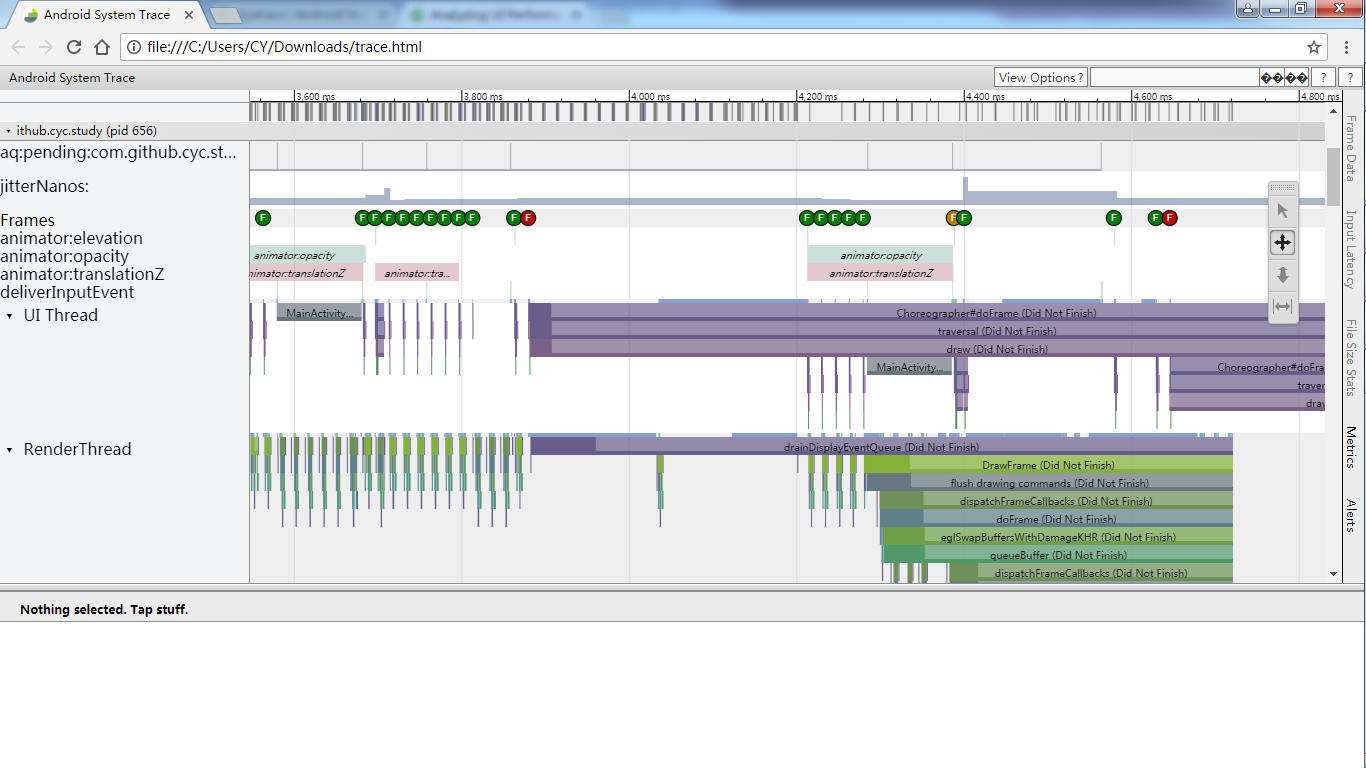 Android System Trace
Analyzing UI Perform
file:///C:/Users/CY/Downloads/trace.html
Android System Trace
View Options ?
�� ��
?
?
3,600 ms
3,800 ms
4,000 ms
4,200 ms
4,400 ms
4,600 ms
4,800 ms
ithub.cyc.study (pid 656)
aq:pending:com.github.cyc.st...
jitterNanos:
Frames
F F F F F F F F F F F F F F F F F F F F F F
animator:elevation
animator:opacity
animator:opacity
animator:opacity
animator:translationZ
nimator:translationZ
animator:tra...
animator:translationZ
deliverInputEvent
UI Thread
MainActivity...
Choreographer#doFrame (Did Not Finish)
traversal (Did Not Finish)
draw (Did Not Finish)
MainActivity...
Choreographer#doFra
traver
drav
RenderThread
drainDisplayEventQueue (Did Not Finish)
DrawFrame (Did Not Finish)
flush drawing commands (Did Not Finish)
dispatchFrameCallbacks (Did Not Finish)
doFrame (Did Not Finish)
eglSwapBuffersWithDamageKHR (Did Not Finish)
queueBuffer (Did Not Finish)
dispatchFrameCallbacks (Did Not Finish)
Frame Data
Input Latency
File Size Stats
Metrics
Alerts
Nothing selected. Tap stuff.